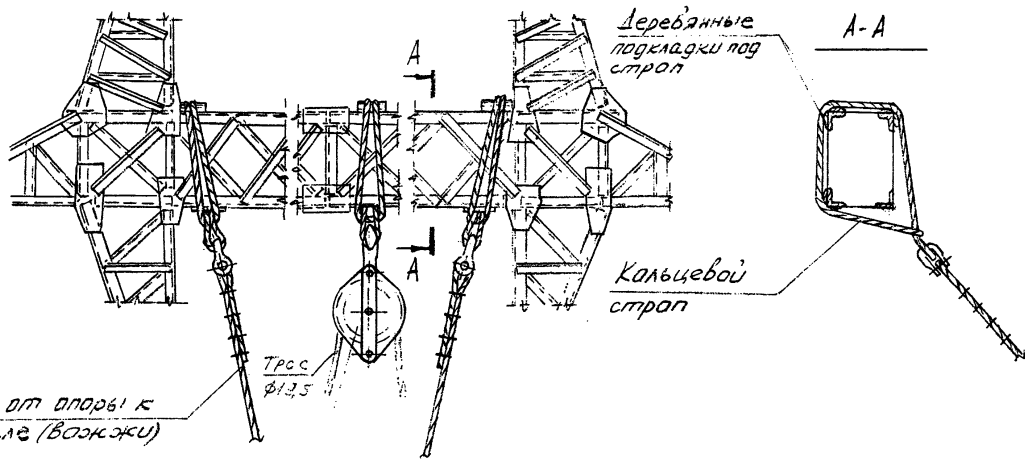 Деревянные
подкладки под
строп
А-А
А
А
Кольцевой
строп
Трос
ф19,5
от опоры к
ле (вожжи)